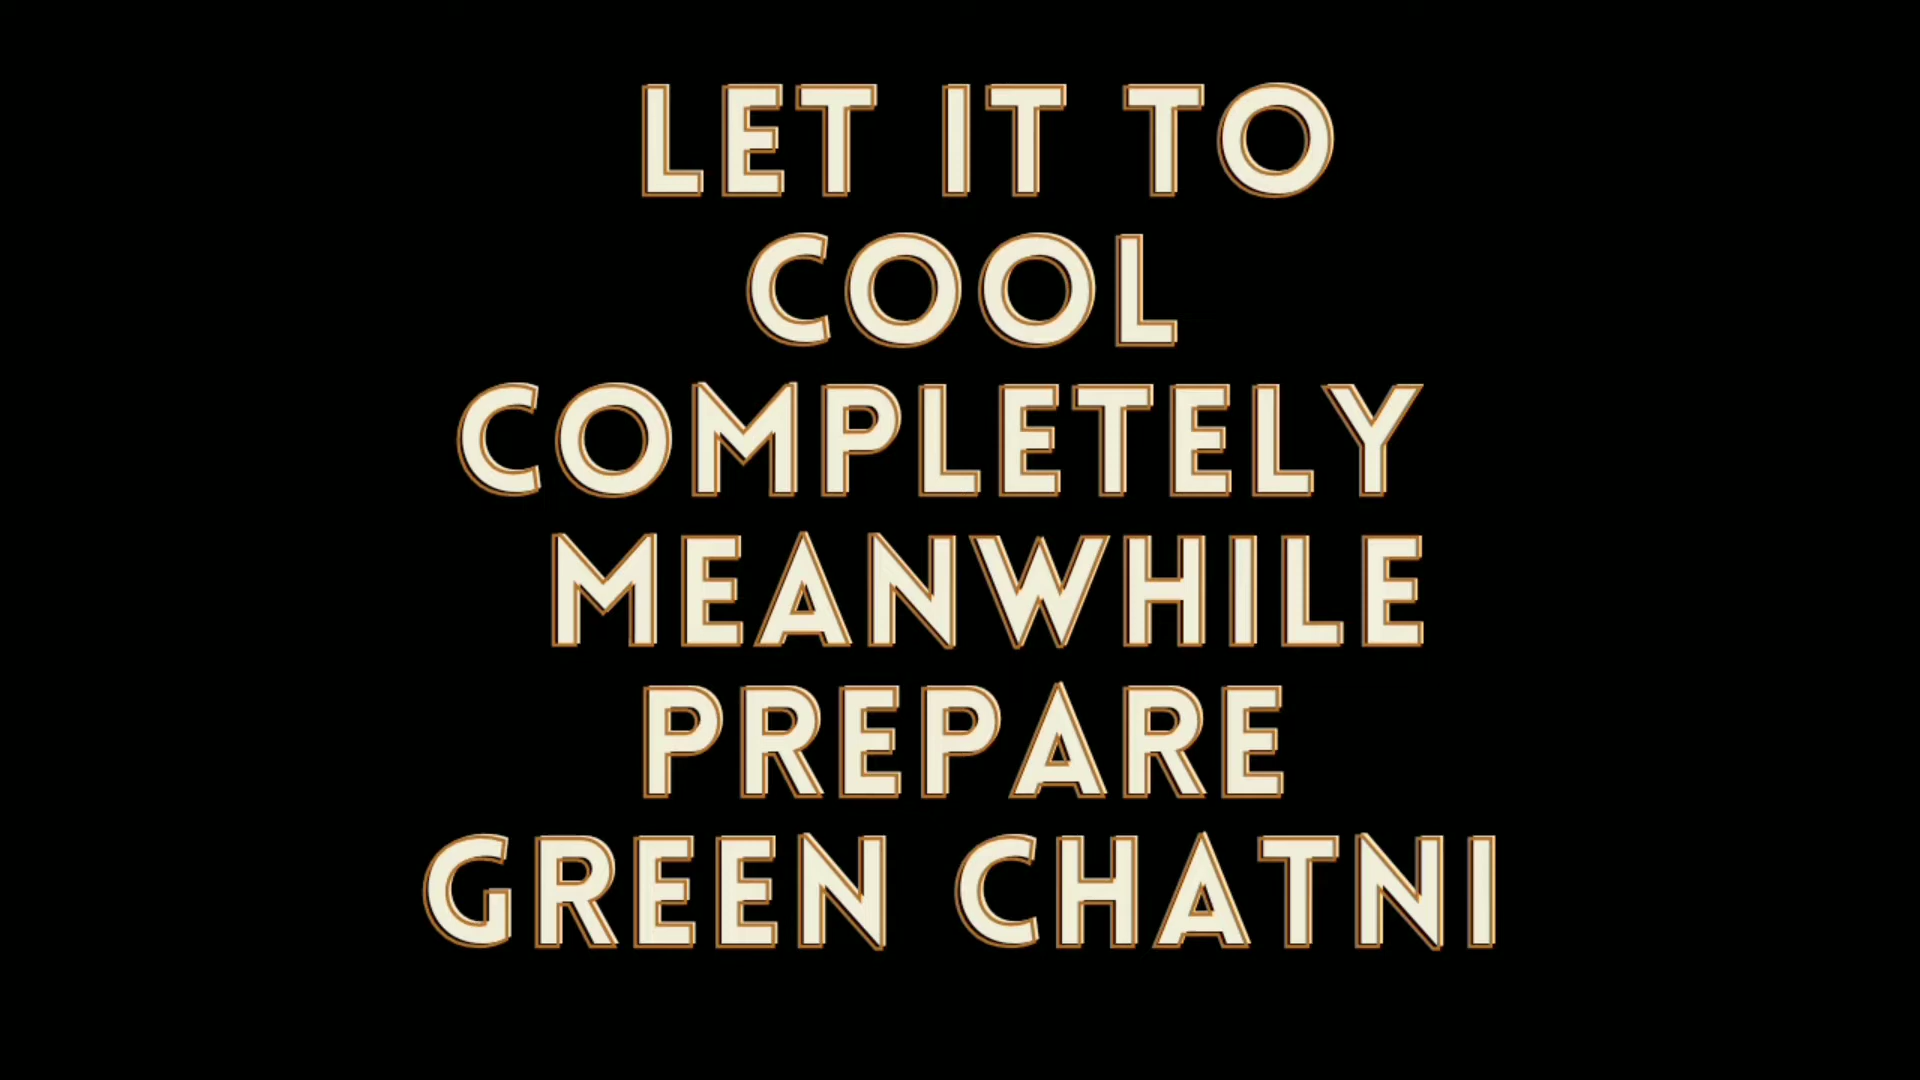 LET IT TO
COOL
COMPLETELY
MEANWHILE
PREPARE
GREEN CHATNI